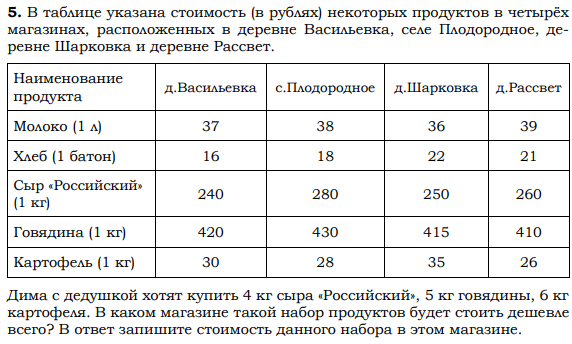 5. В таблице указана стоимость (в рублях) некоторых продуктов в четырёх
магазинах, расположенных в деревне Васильевка, селе Плодородное, де-
ревне Шарковка и деревне Рассвет.
Наименование продукта д.Васильевка с.Плодородное д.Шарковка д.Рассвет
Молоко (1 л) 37 38 36 39
Хлеб (1 батон) 16 18 22 21
Сыр «Российский» (1 кг) 240 280 250 260
Говядина (1 кг) 420 430 415 410
Картофель (1 кг) 30 28 35 26
Дима с дедушкой хотят купить 4 кг сыра «Российский», 5 кг говядины, 6 кг
картофеля. В каком магазине такой набор продуктов будет стоить дешевле
всего? В ответ запишите стоимость данного набора в этом магазине.